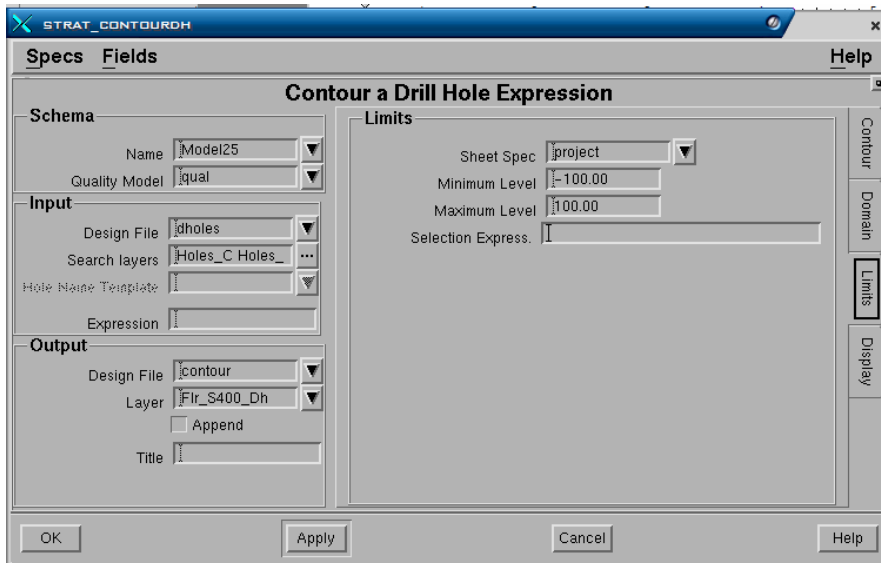 STRAT_CONTOURDH
Specs Fields Help
Contour a Drill Hole Expression
Schema
Name Model25
Quality Model qual
Input
Design File dholes
Search layers Holes_C Holes_ ...
Hole Name Template
Expression
Output
Design File contour
Layer Flr_S400_Dh
Append
Title
Limits
Sheet Spec project
Minimum Level -100.00
Maximum Level 100.00
Selection Express.
Contour
Domain
Limits
Display
OK Apply Cancel Help